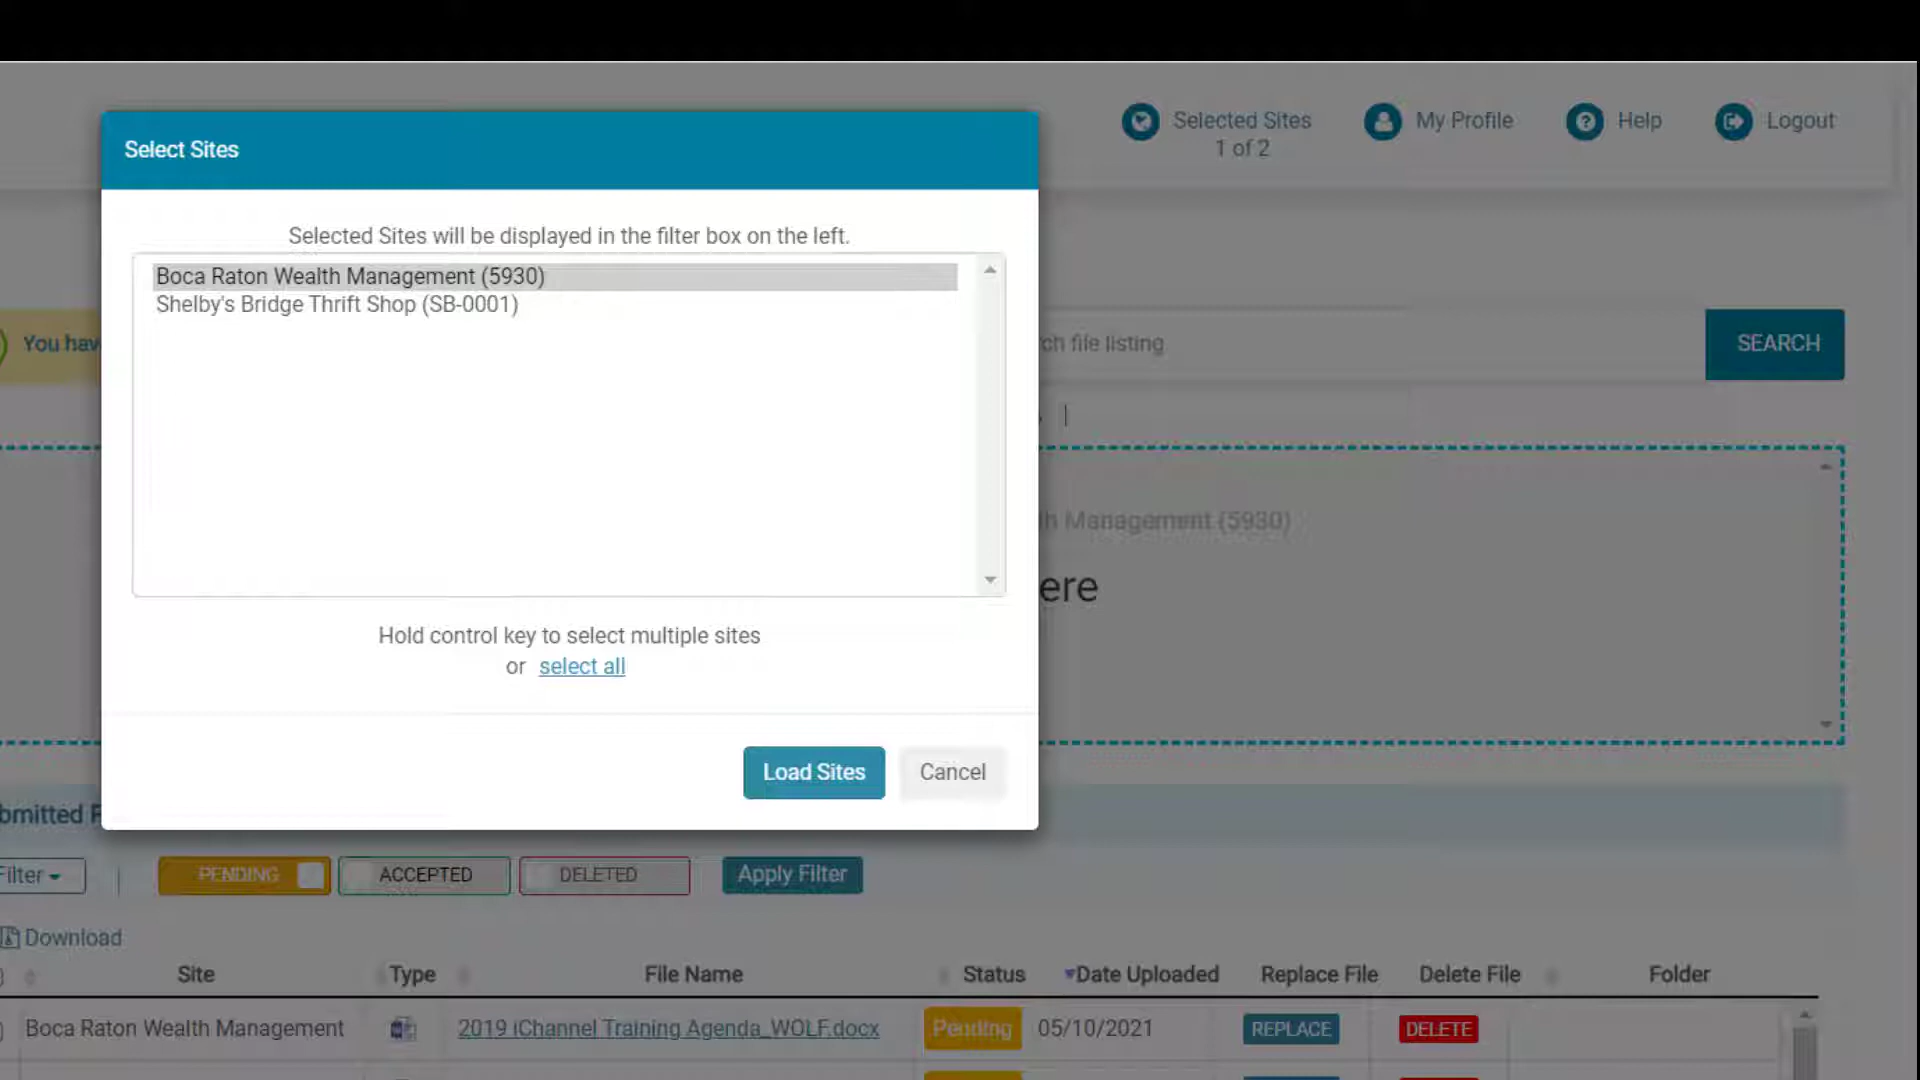 Selected Sites
1 of 2
My Profile
Help
Logout
Select Sites
Selected Sites will be displayed in the filter box on the left.
Boca Raton Wealth Management (5930)
Shelby's Bridge Thrift Shop (SB-0001)
You hav
ch file listing
SEARCH
|
h Management (5930)
ere
Hold control key to select multiple sites
or select all
Load Sites
Cancel
bmitted F
Filter
PENDING
ACCEPTED
DELETED
Apply Filter
Download
Site
Type
File Name
Status
Date Uploaded
Replace File
Delete File
Folder
Boca Raton Wealth Management
2019 iChannel Training Agenda_WOLF.docx
Pending
05/10/2021
REPLACE
DELETE